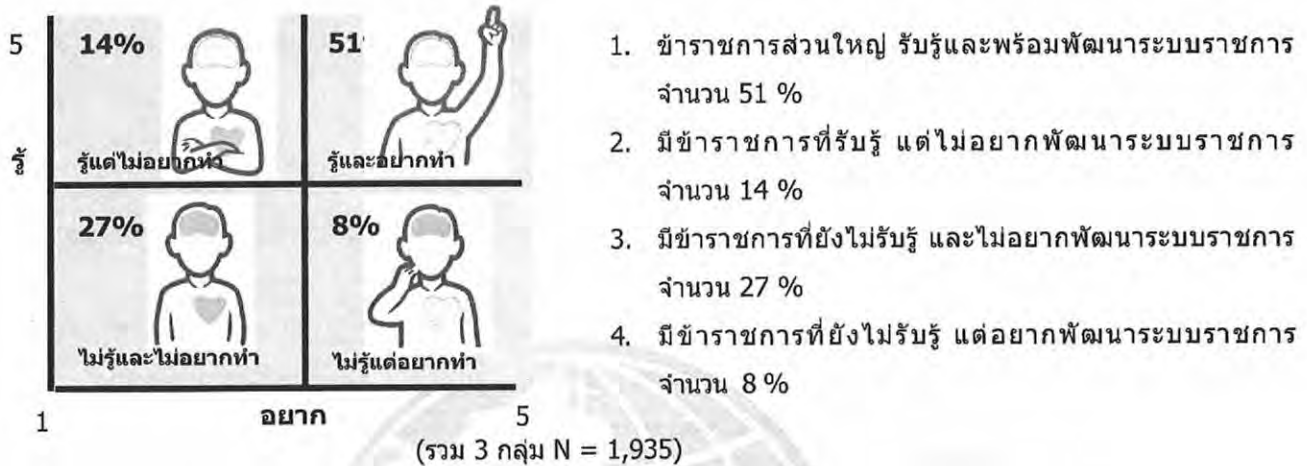 5
14%
51
รู้
รู้แต่ไม่อยากทำ
รู้และอยากทำ
27%
8%
ไม่รู้และไม่อยากทำ
ไม่รู้แต่อยากทำ
1
อยาก
5
(รวม 3 กลุ่ม N = 1,935)
1. ข้าราชการส่วนใหญ่ รับรู้และพร้อมพัฒนาระบบราชการ
จำนวน 51 %
2. มีข้าราชการที่รับรู้ แต่ไม่อยากพัฒนาระบบราชการ
จำนวน 14 %
3. มีข้าราชการที่ยังไม่รับรู้ และไม่อยากพัฒนาระบบราชการ
จำนวน 27 %
4. มีข้าราชการที่ยังไม่รับรู้ แต่อยากพัฒนาระบบราชการ
จำนวน 8 %